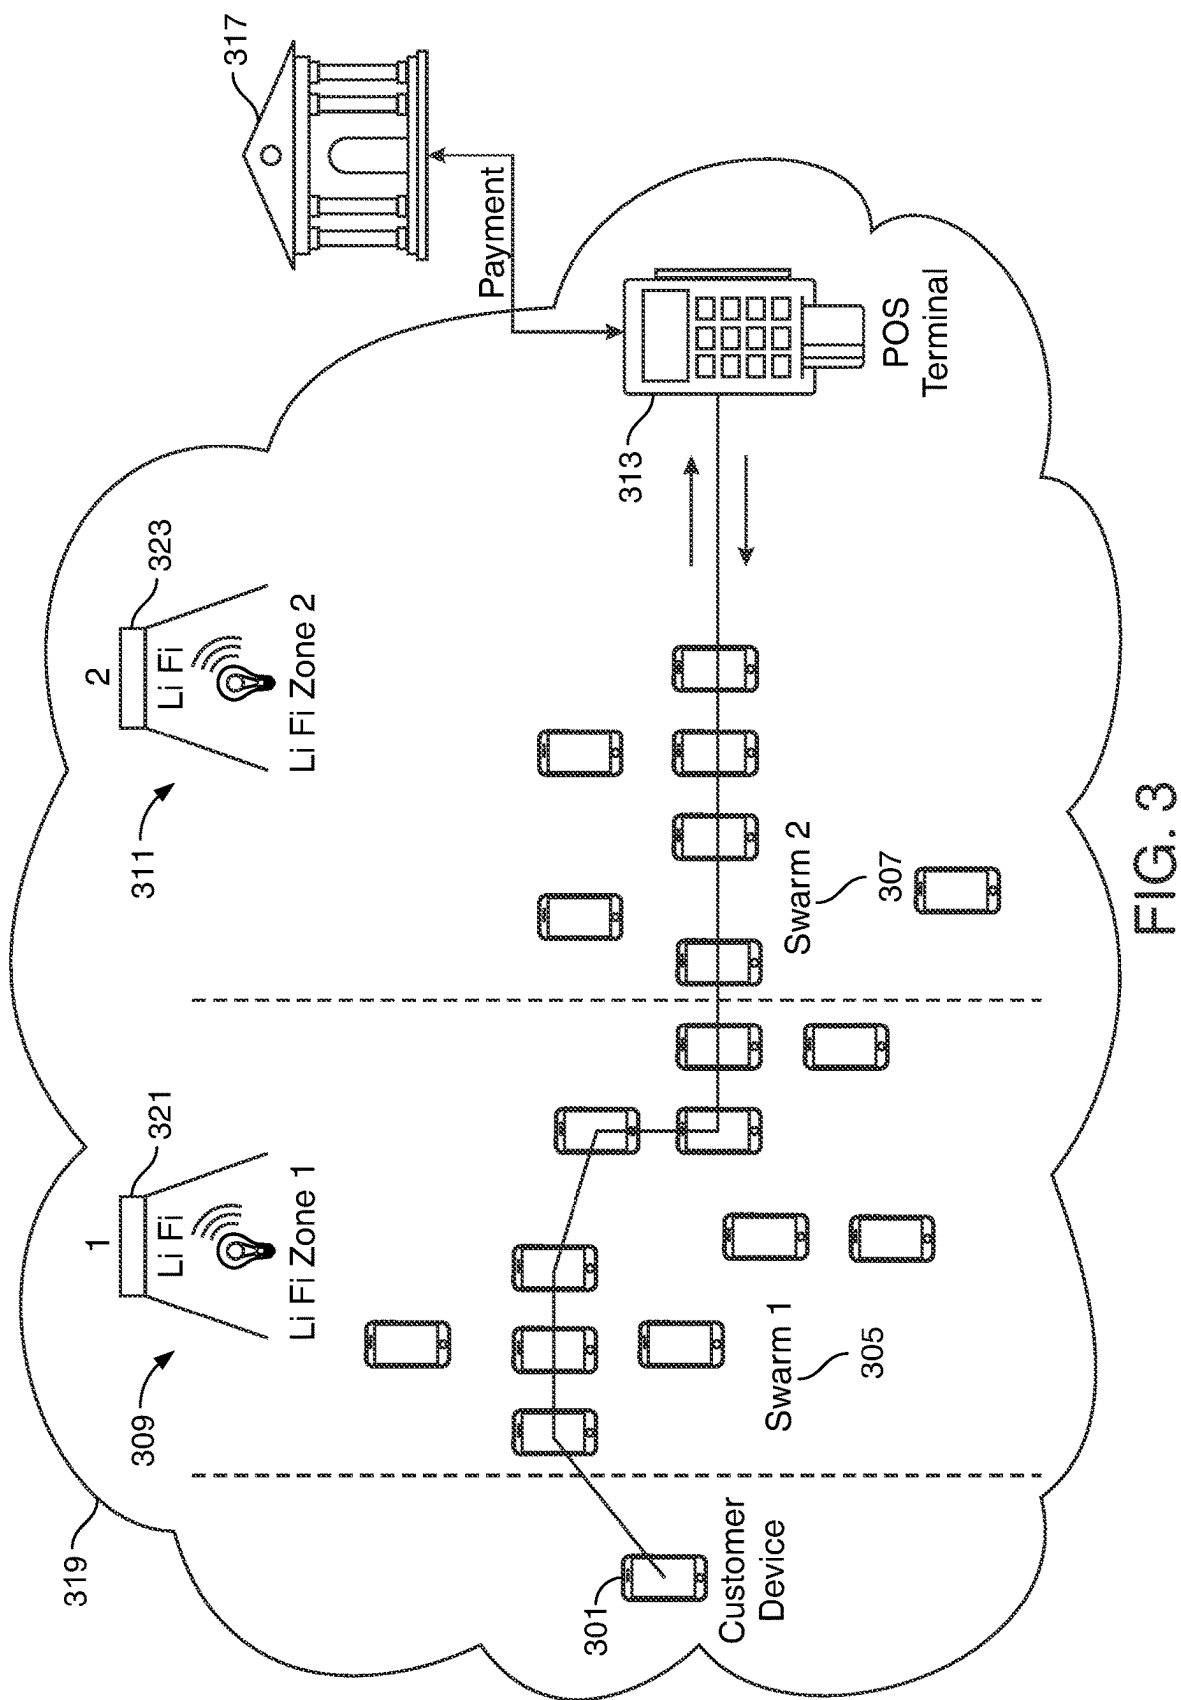 319
309
1
321
Li Fi
Li Fi Zone 1
311
2
323
Li Fi
Li Fi Zone 2
317
Payment
301
Customer
Device
Swarm 1
305
Swarm 2
307
313
POS
Terminal
FIG. 3